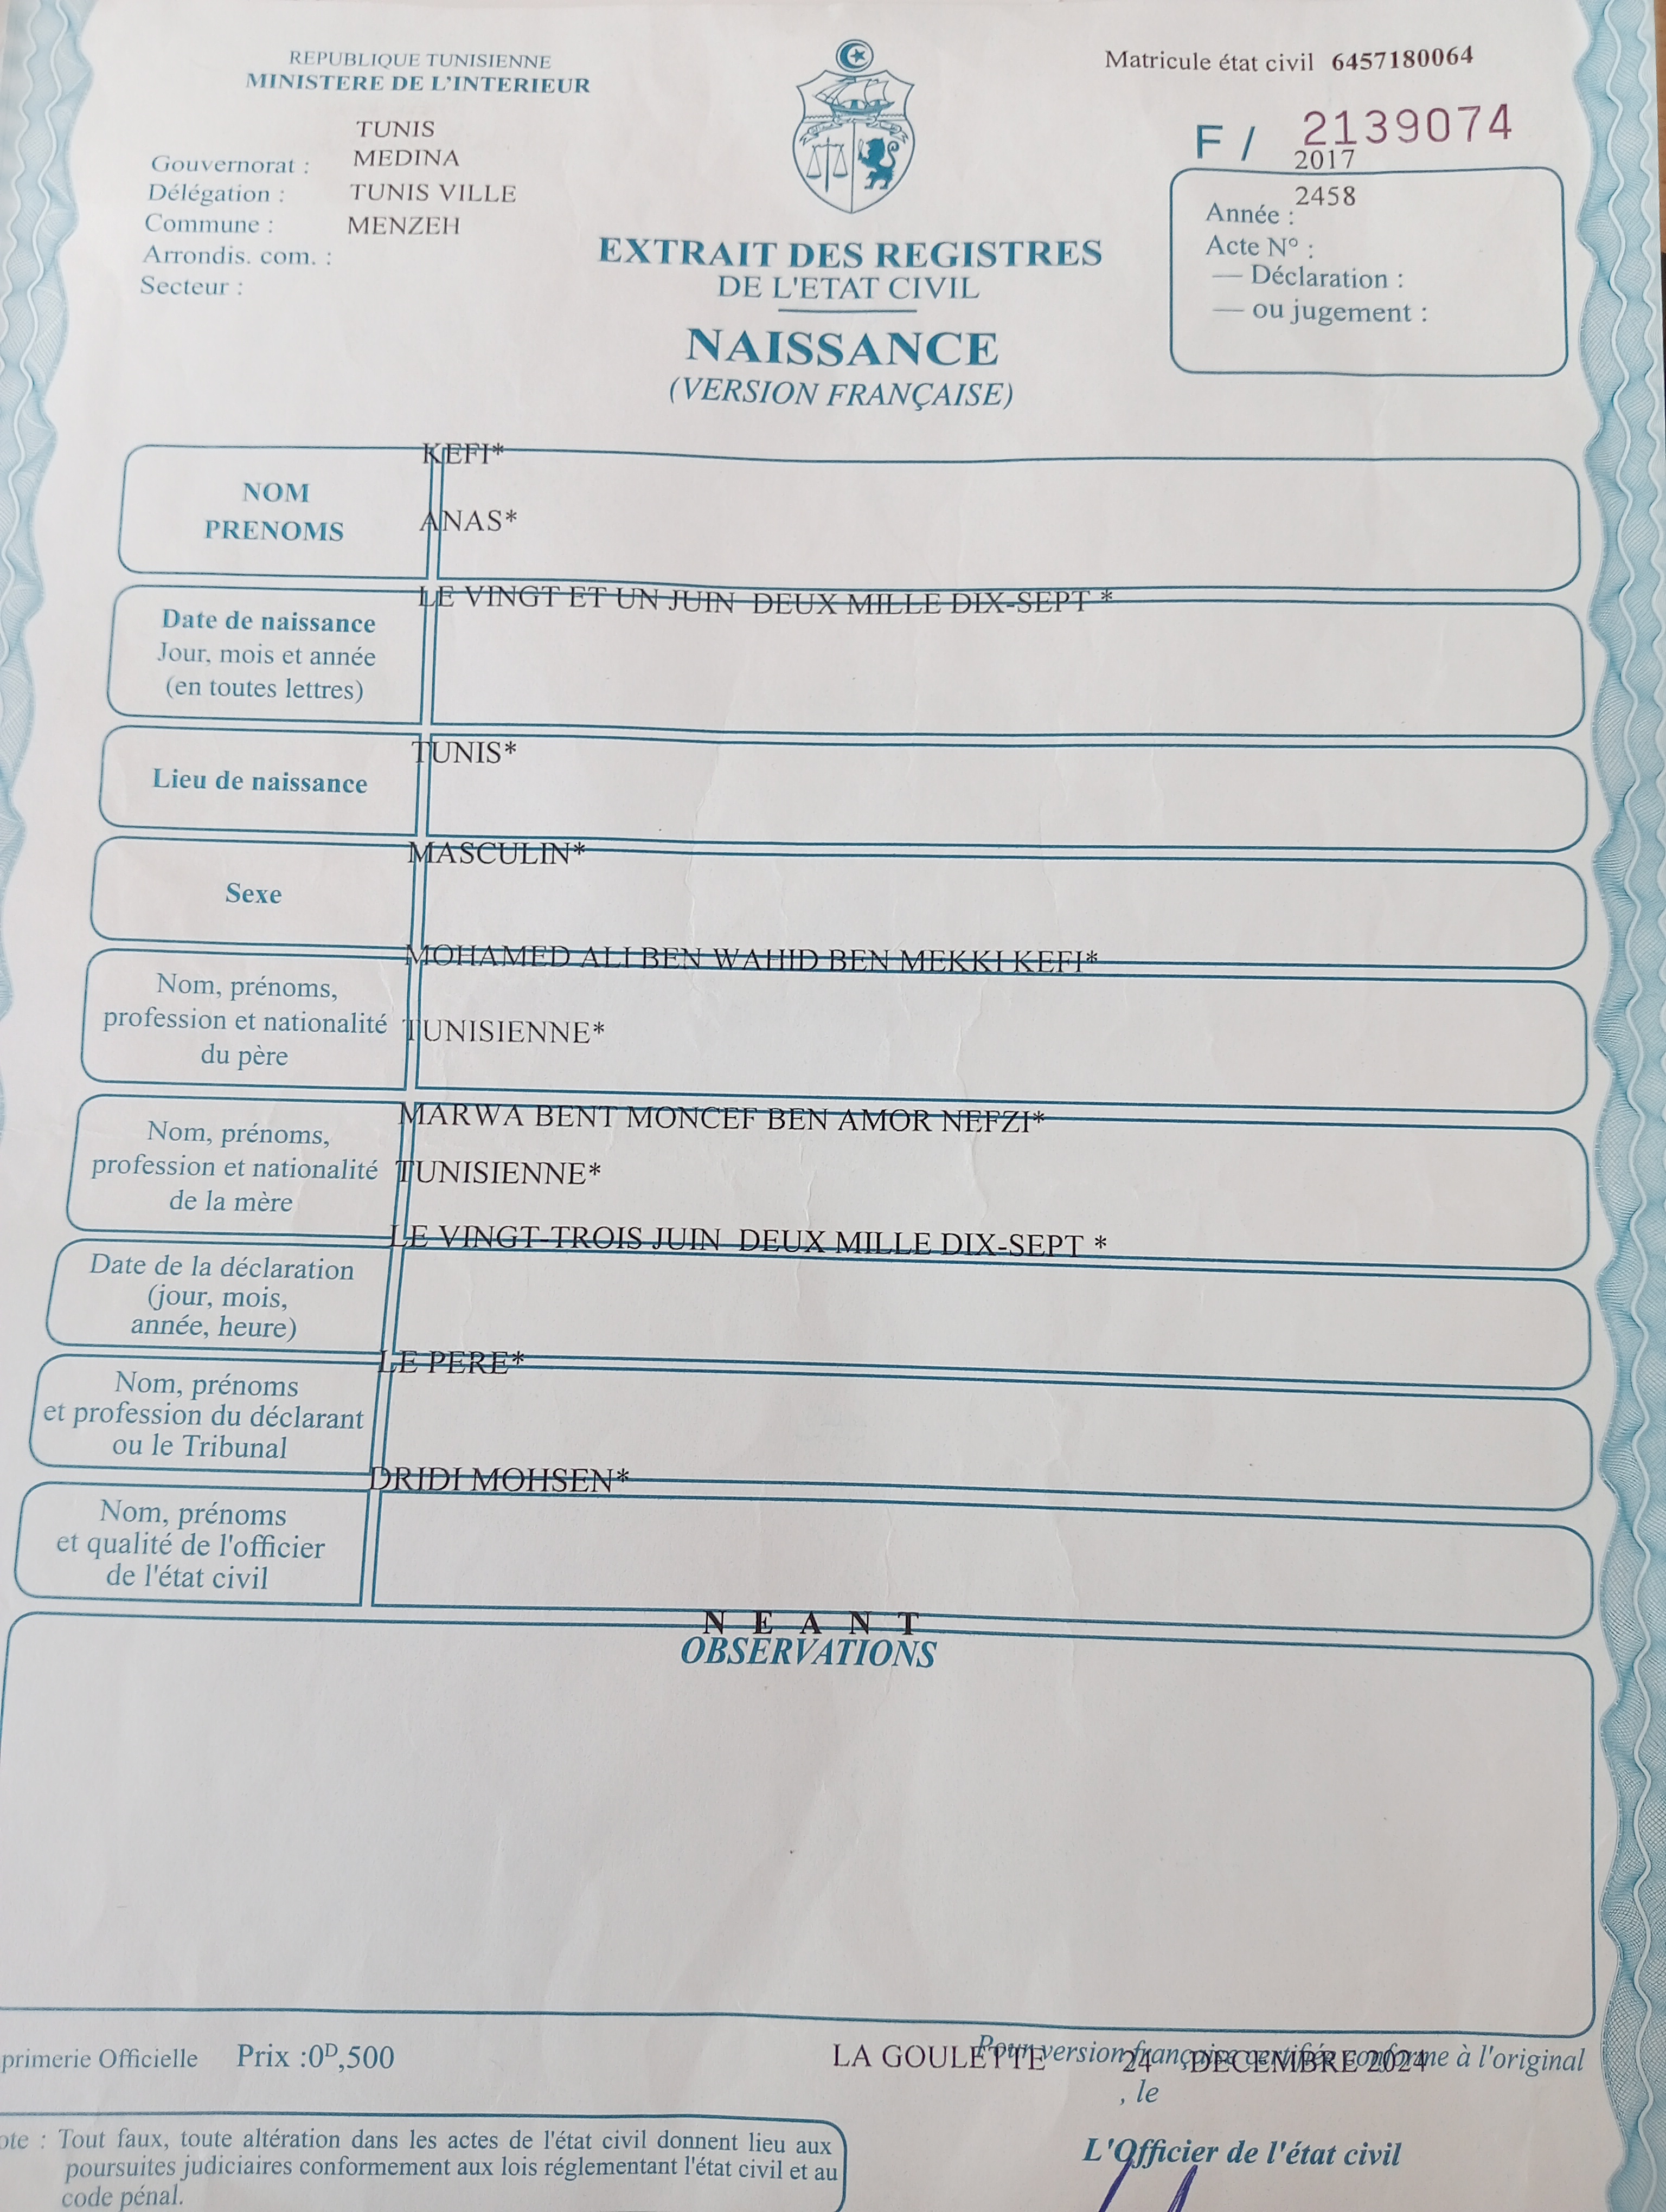 REPUBLIQUE TUNISIENNE
MINISTERE DE L'INTERIEUR
TUNIS
Gouvernorat : MEDINA
Délégation : TUNIS VILLE
Commune : MENZEH
Arrondis. com. :
Secteur :
EXTRAIT DES REGISTRES
DE L'ETAT CIVIL
NAISSANCE
(VERSION FRANÇAISE)
Matricule état civil 6457180064
F / 2139074
2017
2458
Année :
Acte N° :
— Déclaration :
— ou jugement :
KEFI*
NOM
PRENOMS
ANAS*
LE VINGT ET UN JUIN DEUX MILLE DIX-SEPT *
Date de naissance
Jour, mois et année
(en toutes lettres)
TUNIS*
Lieu de naissance
MASCULIN*
Sexe
MOHAMED ALI BEN WAHID BEN MEKKI KEFI*
Nom, prénoms,
profession et nationalité
du père
TUNISIENNE*
MARWA BENT MONCEF BEN AMOR NEFZI*
Nom, prénoms,
profession et nationalité
de la mère
TUNISIENNE*
LE VINGT-TROIS JUIN DEUX MILLE DIX-SEPT *
Date de la déclaration
(jour, mois,
année, heure)
LE PERE*
Nom, prénoms
et profession du déclarant
ou le Tribunal
DRIDI MOHSEN*
Nom, prénoms
et qualité de l'officier
de l'état civil
N E A N T
OBSERVATIONS
primerie Officielle Prix :0D,500
Pour version française certifiée conforme à l'original
LA GOULETTE 24 DECEMBRE 2024
, le
L'Officier de l'état civil
ote : Tout faux, toute altération dans les actes de l'état civil donnent lieu aux
poursuites judiciaires conformement aux lois réglementant l'état civil et au
code pénal.